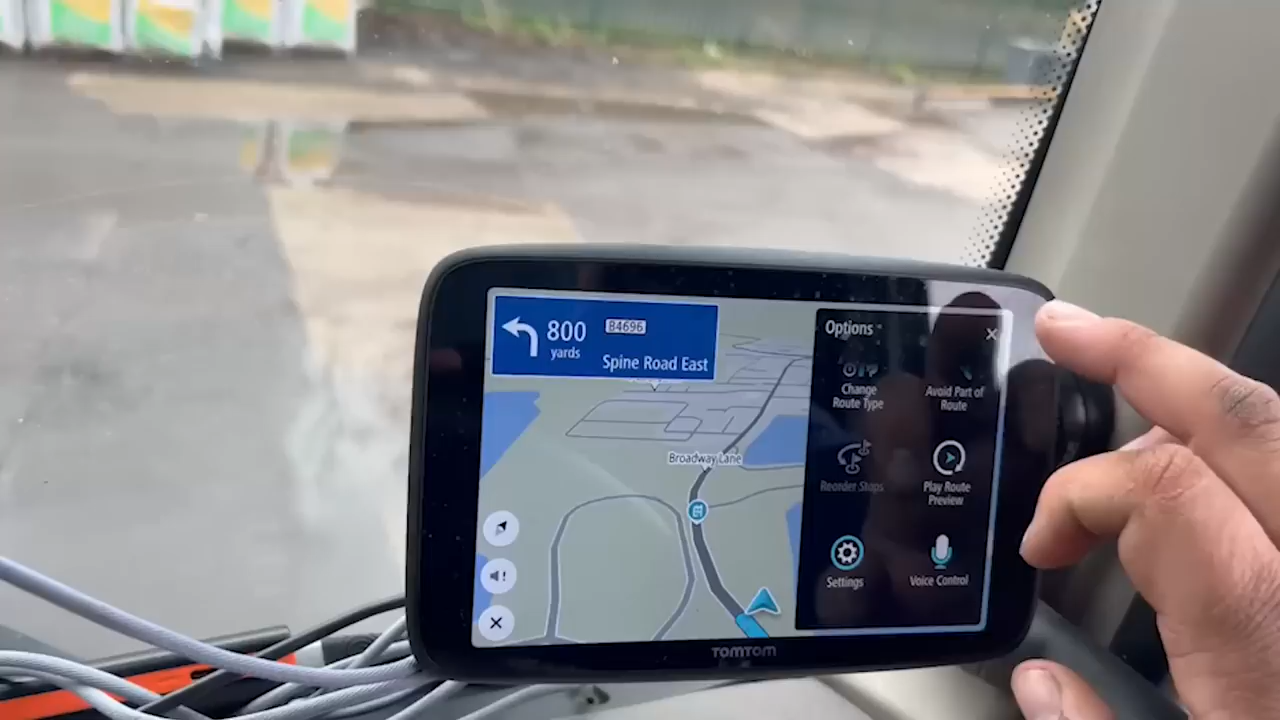 800
yards
B4696
Spine Road East
Broadway Lane
Options
Change
Route Type
Avoid Part of
Route
Reorder Stops
Play Route
Preview
Settings
Voice Control
TOMTOM